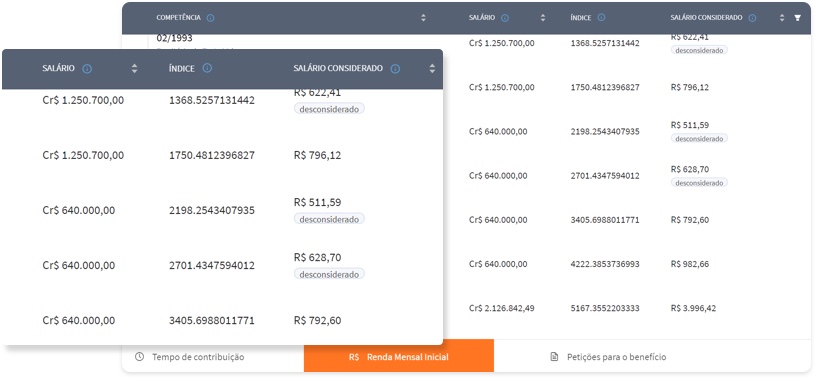 COMPETÊNCIA SALÁRIO ÍNDICE SALÁRIO CONSIDERADO
02/1993
Cr$ 1.250.700,00 1368.5257131442 R$ 622,41
desconsiderado
Cr$ 1.250.700,00 1750.4812396827 R$ 796,12
Cr$ 640.000,00 2198.2543407935 R$ 511,59
desconsiderado
Cr$ 640.000,00 2701.4347594012 R$ 628,70
desconsiderado
Cr$ 640.000,00 3405.6988011771 R$ 792,60
Cr$ 640.000,00 4222.3853736993 R$ 982,66
Cr$ 2.126.842,49 5167.3552203333 R$ 3.996,42
SALÁRIO ÍNDICE SALÁRIO CONSIDERADO
Cr$ 1.250.700,00 1368.5257131442 R$ 622,41
desconsiderado
Cr$ 1.250.700,00 1750.4812396827 R$ 796,12
Cr$ 640.000,00 2198.2543407935 R$ 511,59
desconsiderado
Cr$ 640.000,00 2701.4347594012 R$ 628,70
desconsiderado
Cr$ 640.000,00 3405.6988011771 R$ 792,60
Tempo de contribuição R$ Renda Mensal Inicial Petições para o benefício